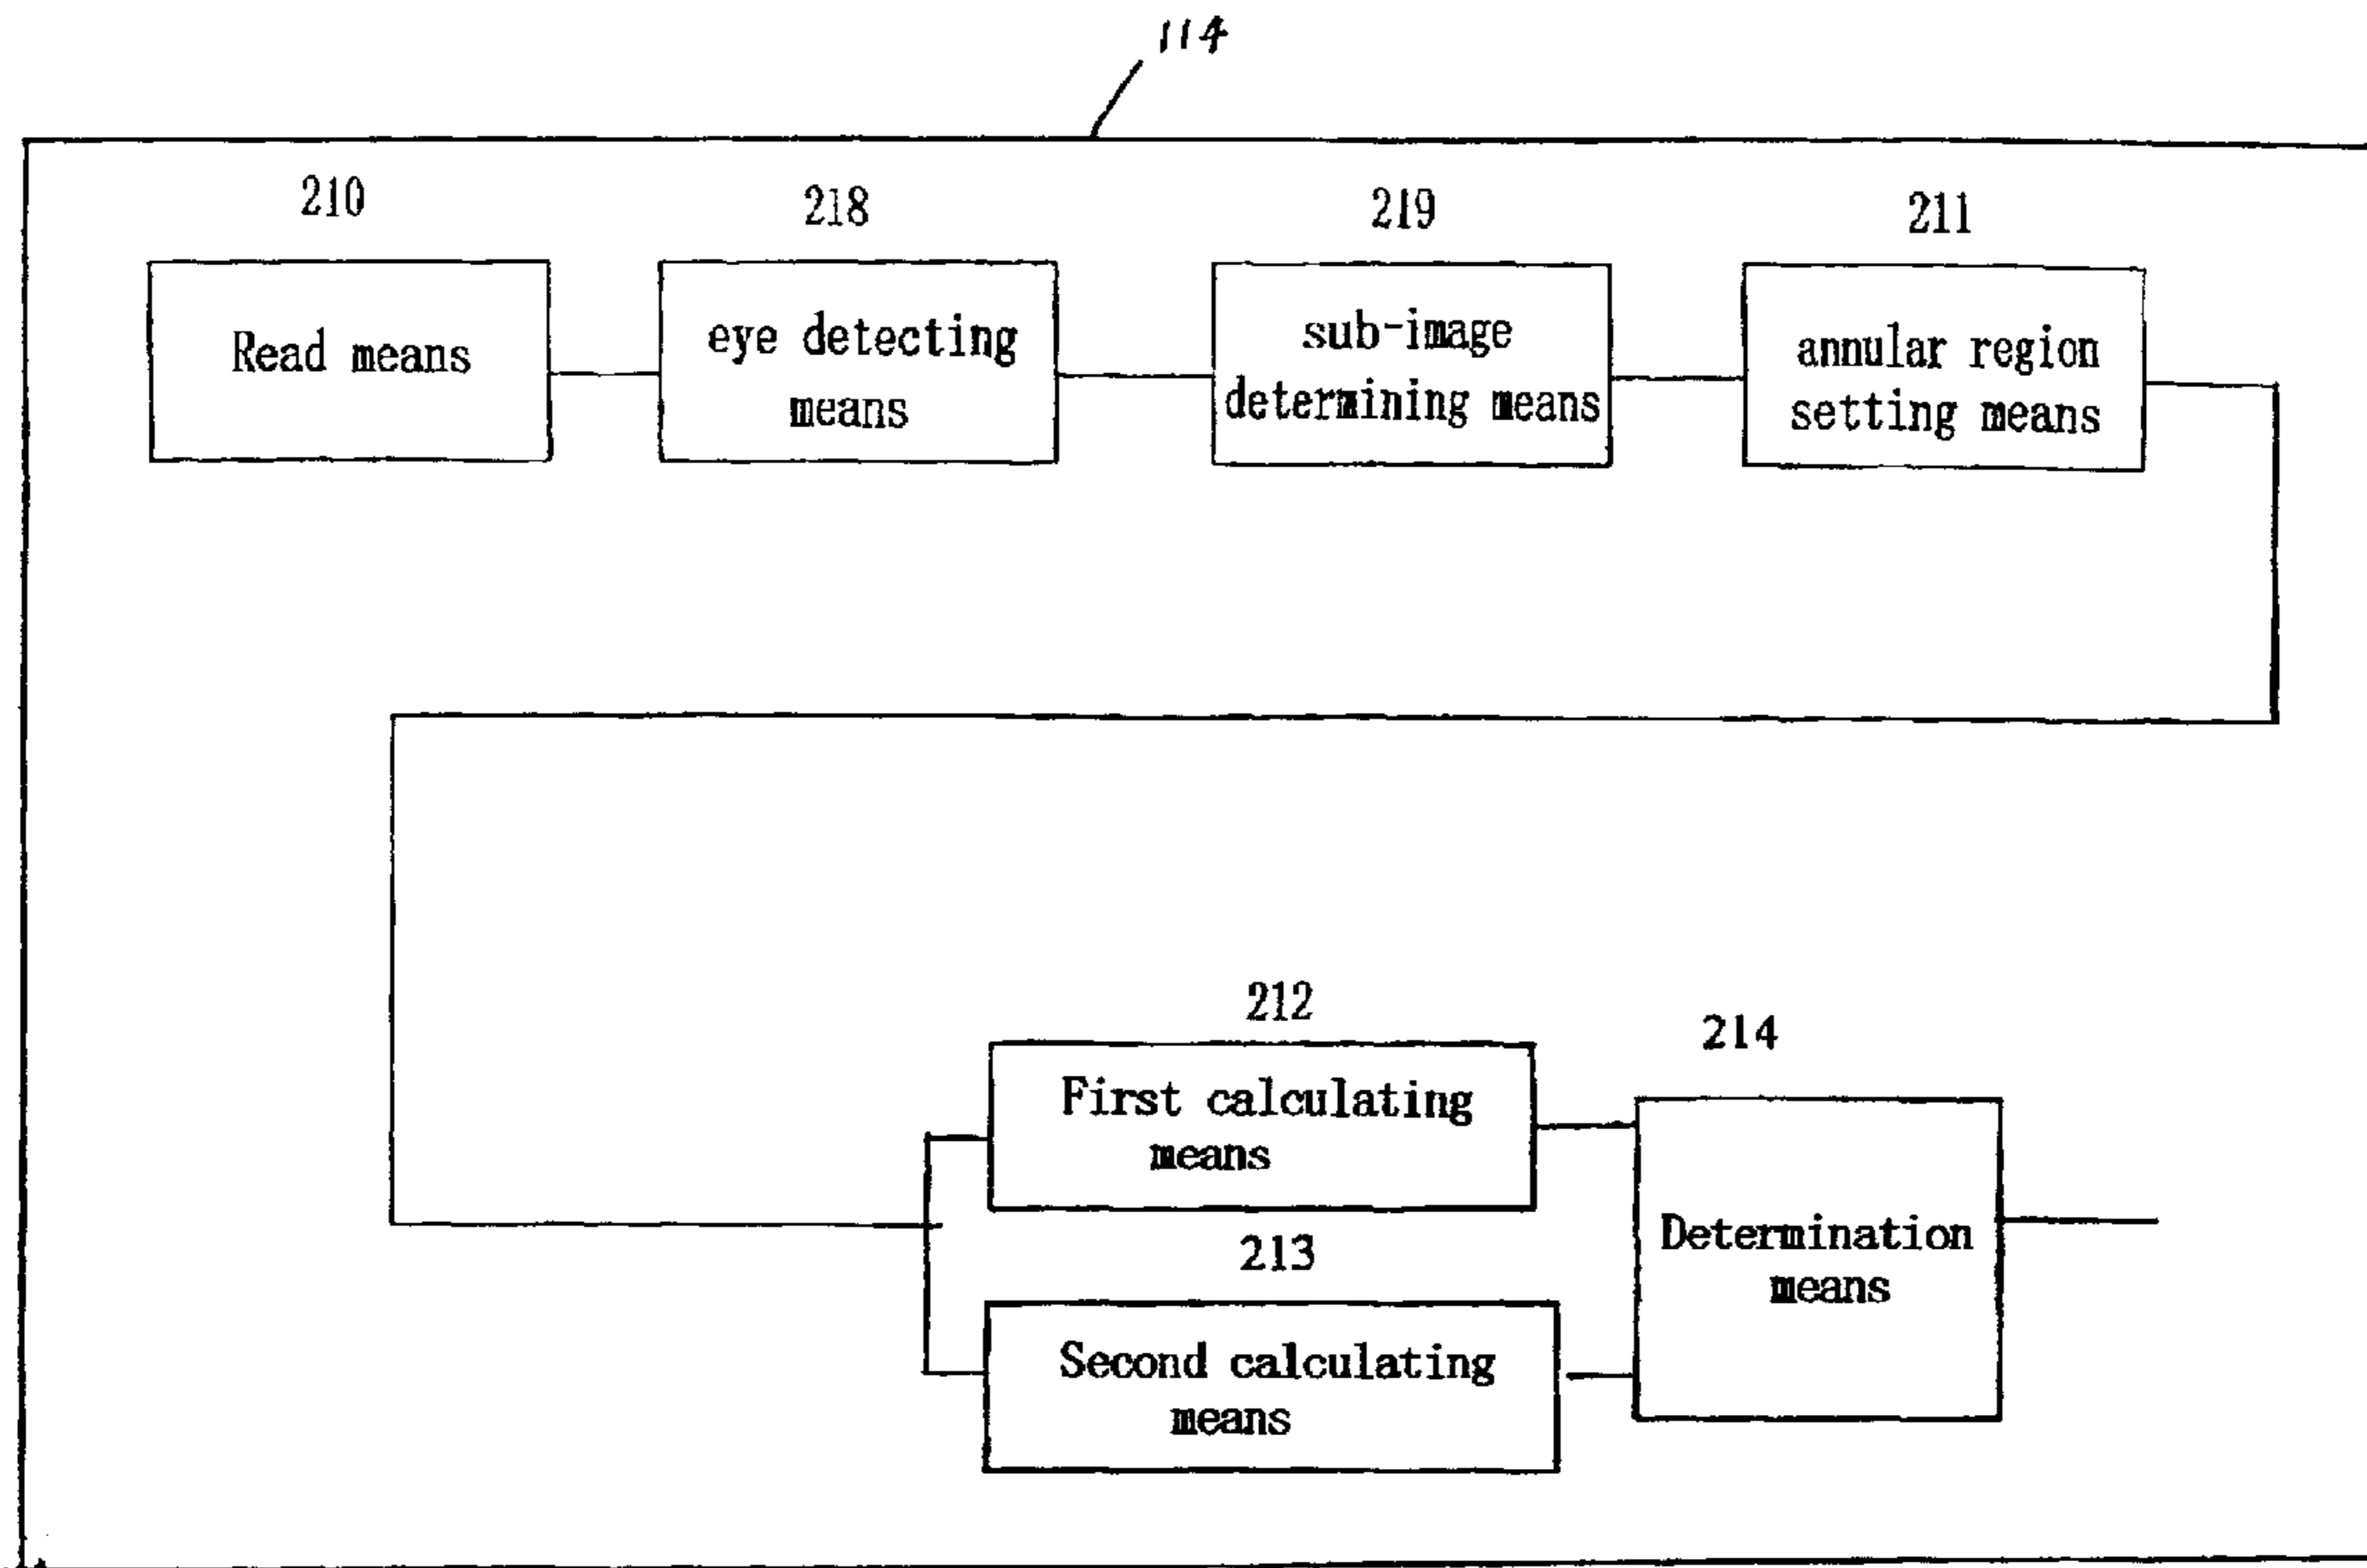 114
210
218
219
211
Read means
eye detecting
means
sub-image
determining means
annular region
setting means
212
214
First calculating
means
213
Determination
means
Second calculating
means